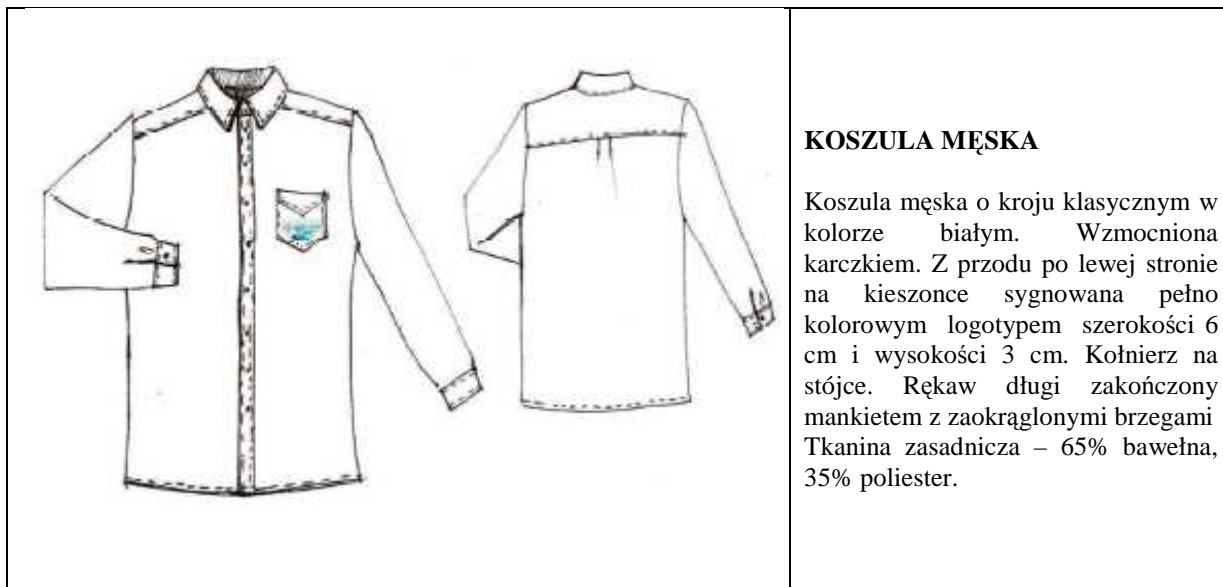 KOSZULA MĘSKA
Koszula męska o kroju klasycznym w
kolorze białym. Wzmocniona
karczkiem. Z przodu po lewej stronie
na kieszonce sygnowana pełno
kolorowym logotypem szerokości 6
cm i wysokości 3 cm. Kołnierz na
stójce. Rękaw długi zakończony
mankietem z zaokrąglonymi brzegami
Tkanina zasadnicza – 65% bawełna,
35% poliester.